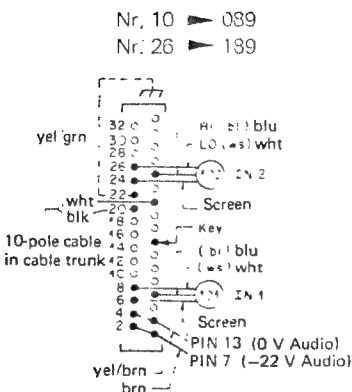 Nr. 10 ► 089
Nr. 26 ► 189
32
30
28
26
24
22
20
18
16
14
12
10
8
6
4
2
yel grn
blu
wht
IN 2
Screen
wht
blk
Key
10-pole cable
in cable trunk
blu
wht
IN 1
Screen
PIN 13 (0 V Audio)
PIN 7 (−22 V Audio)
yel/brn
brn